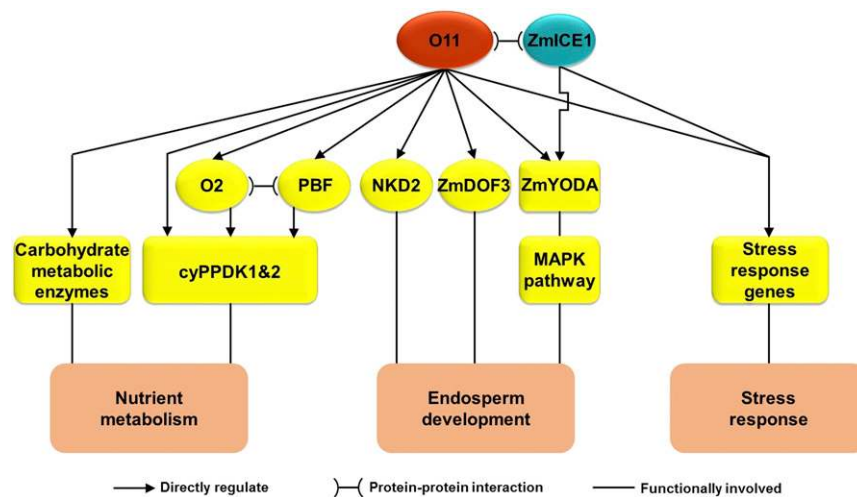 O11
ZmICE1
O2
PBF
NKD2
ZmDOF3
ZmYODA
Carbohydrate
metabolic
enzymes
cyPPDK1&2
MAPK
pathway
Stress
response
genes
Nutrient
metabolism
Endosperm
development
Stress
response
Directly regulate
Protein-protein interaction
Functionally involved